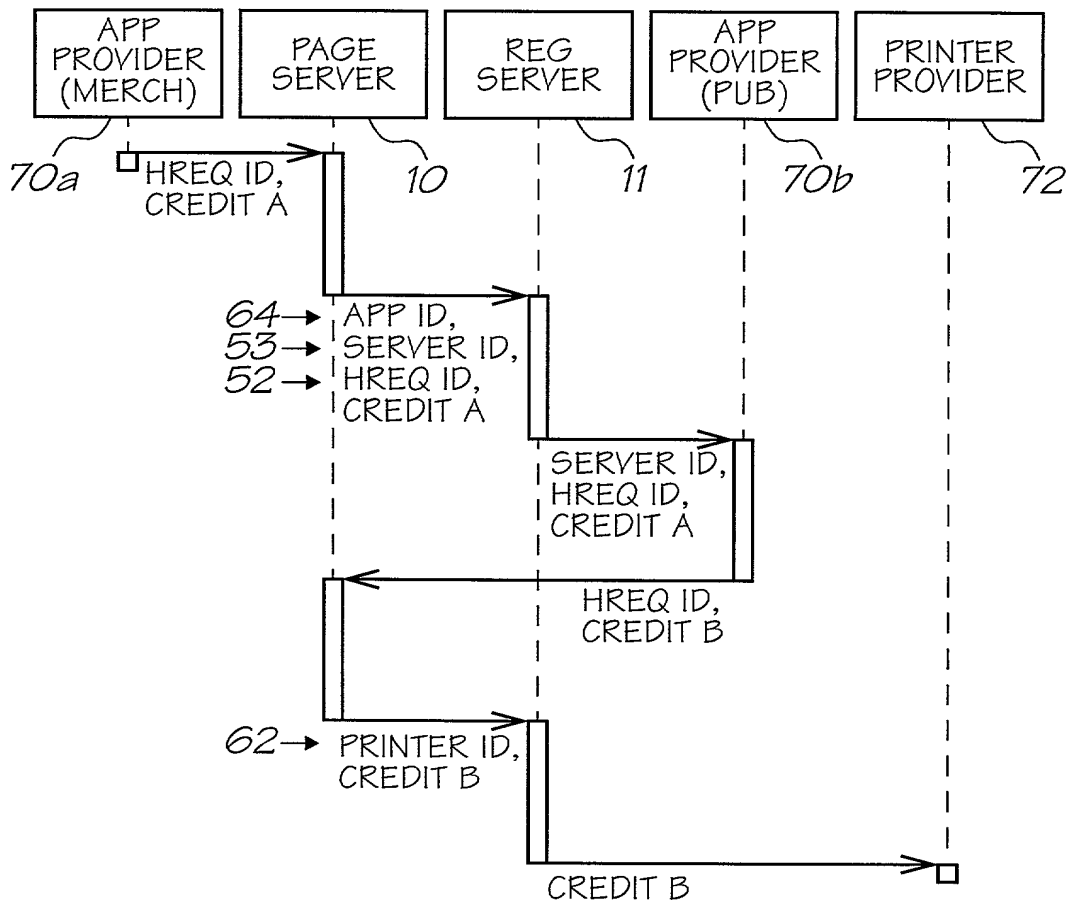 APP
PROVIDER
(MERCH)
PAGE
SERVER
REG
SERVER
APP
PROVIDER
(PUB)
PRINTER
PROVIDER
70a
10
11
70b
72
HREQ ID,
CREDIT A
64
APP ID,
53
SERVER ID,
52
HREQ ID,
CREDIT A
SERVER ID,
HREQ ID,
CREDIT A
HREQ ID,
CREDIT B
62
PRINTER ID,
CREDIT B
CREDIT B